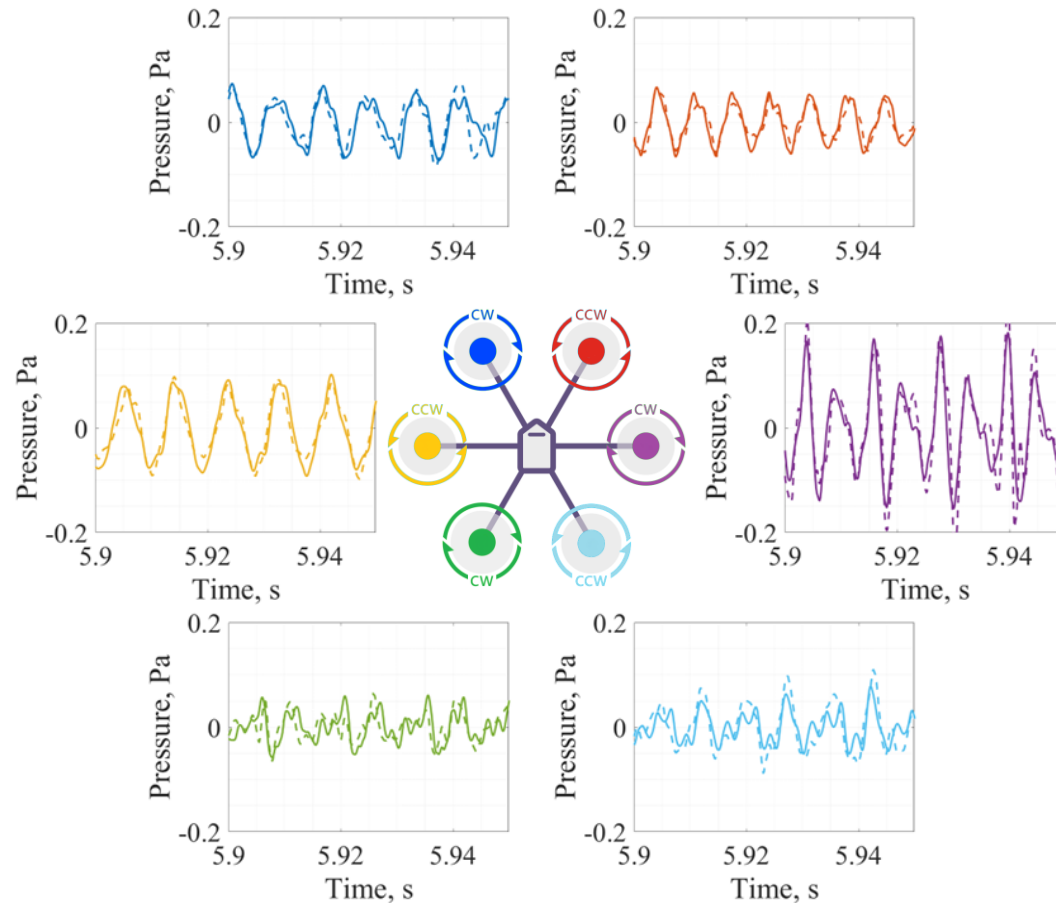 0.2
0
-0.2
Pressure, Pa
5.9
5.92
5.94
Time, s
0.2
0
-0.2
Pressure, Pa
5.9
5.92
5.94
Time, s
0.2
0
-0.2
Pressure, Pa
5.9
5.92
5.94
Time, s
CW
CCW
CCW
CW
CW
CCW
0.2
0
-0.2
Pressure, Pa
5.9
5.92
5.94
Time, s
0.2
0
-0.2
Pressure, Pa
5.9
5.92
5.94
Time, s
0.2
0
-0.2
Pressure, Pa
5.9
5.92
5.94
Time, s